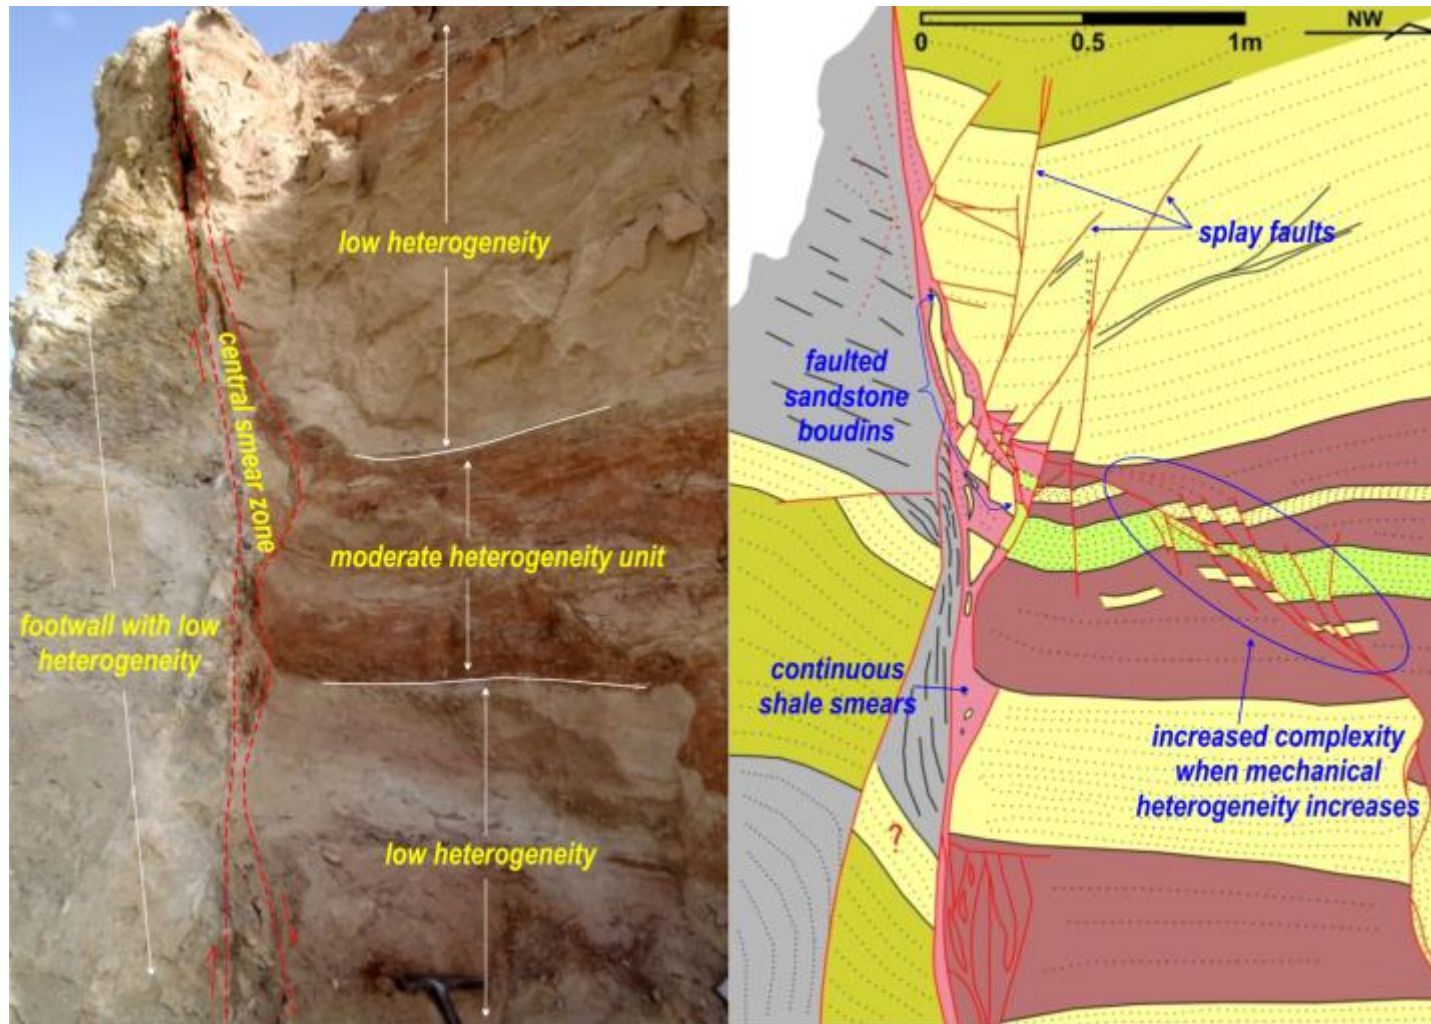 low heterogeneity
central smear zone
moderate heterogeneity unit
footwall with low
heterogeneity
low heterogeneity
0 0.5 1m
NW
splay faults
faulted
sandstone
boudins
continuous
shale smears
increased complexity
when mechanical
heterogeneity increases
?